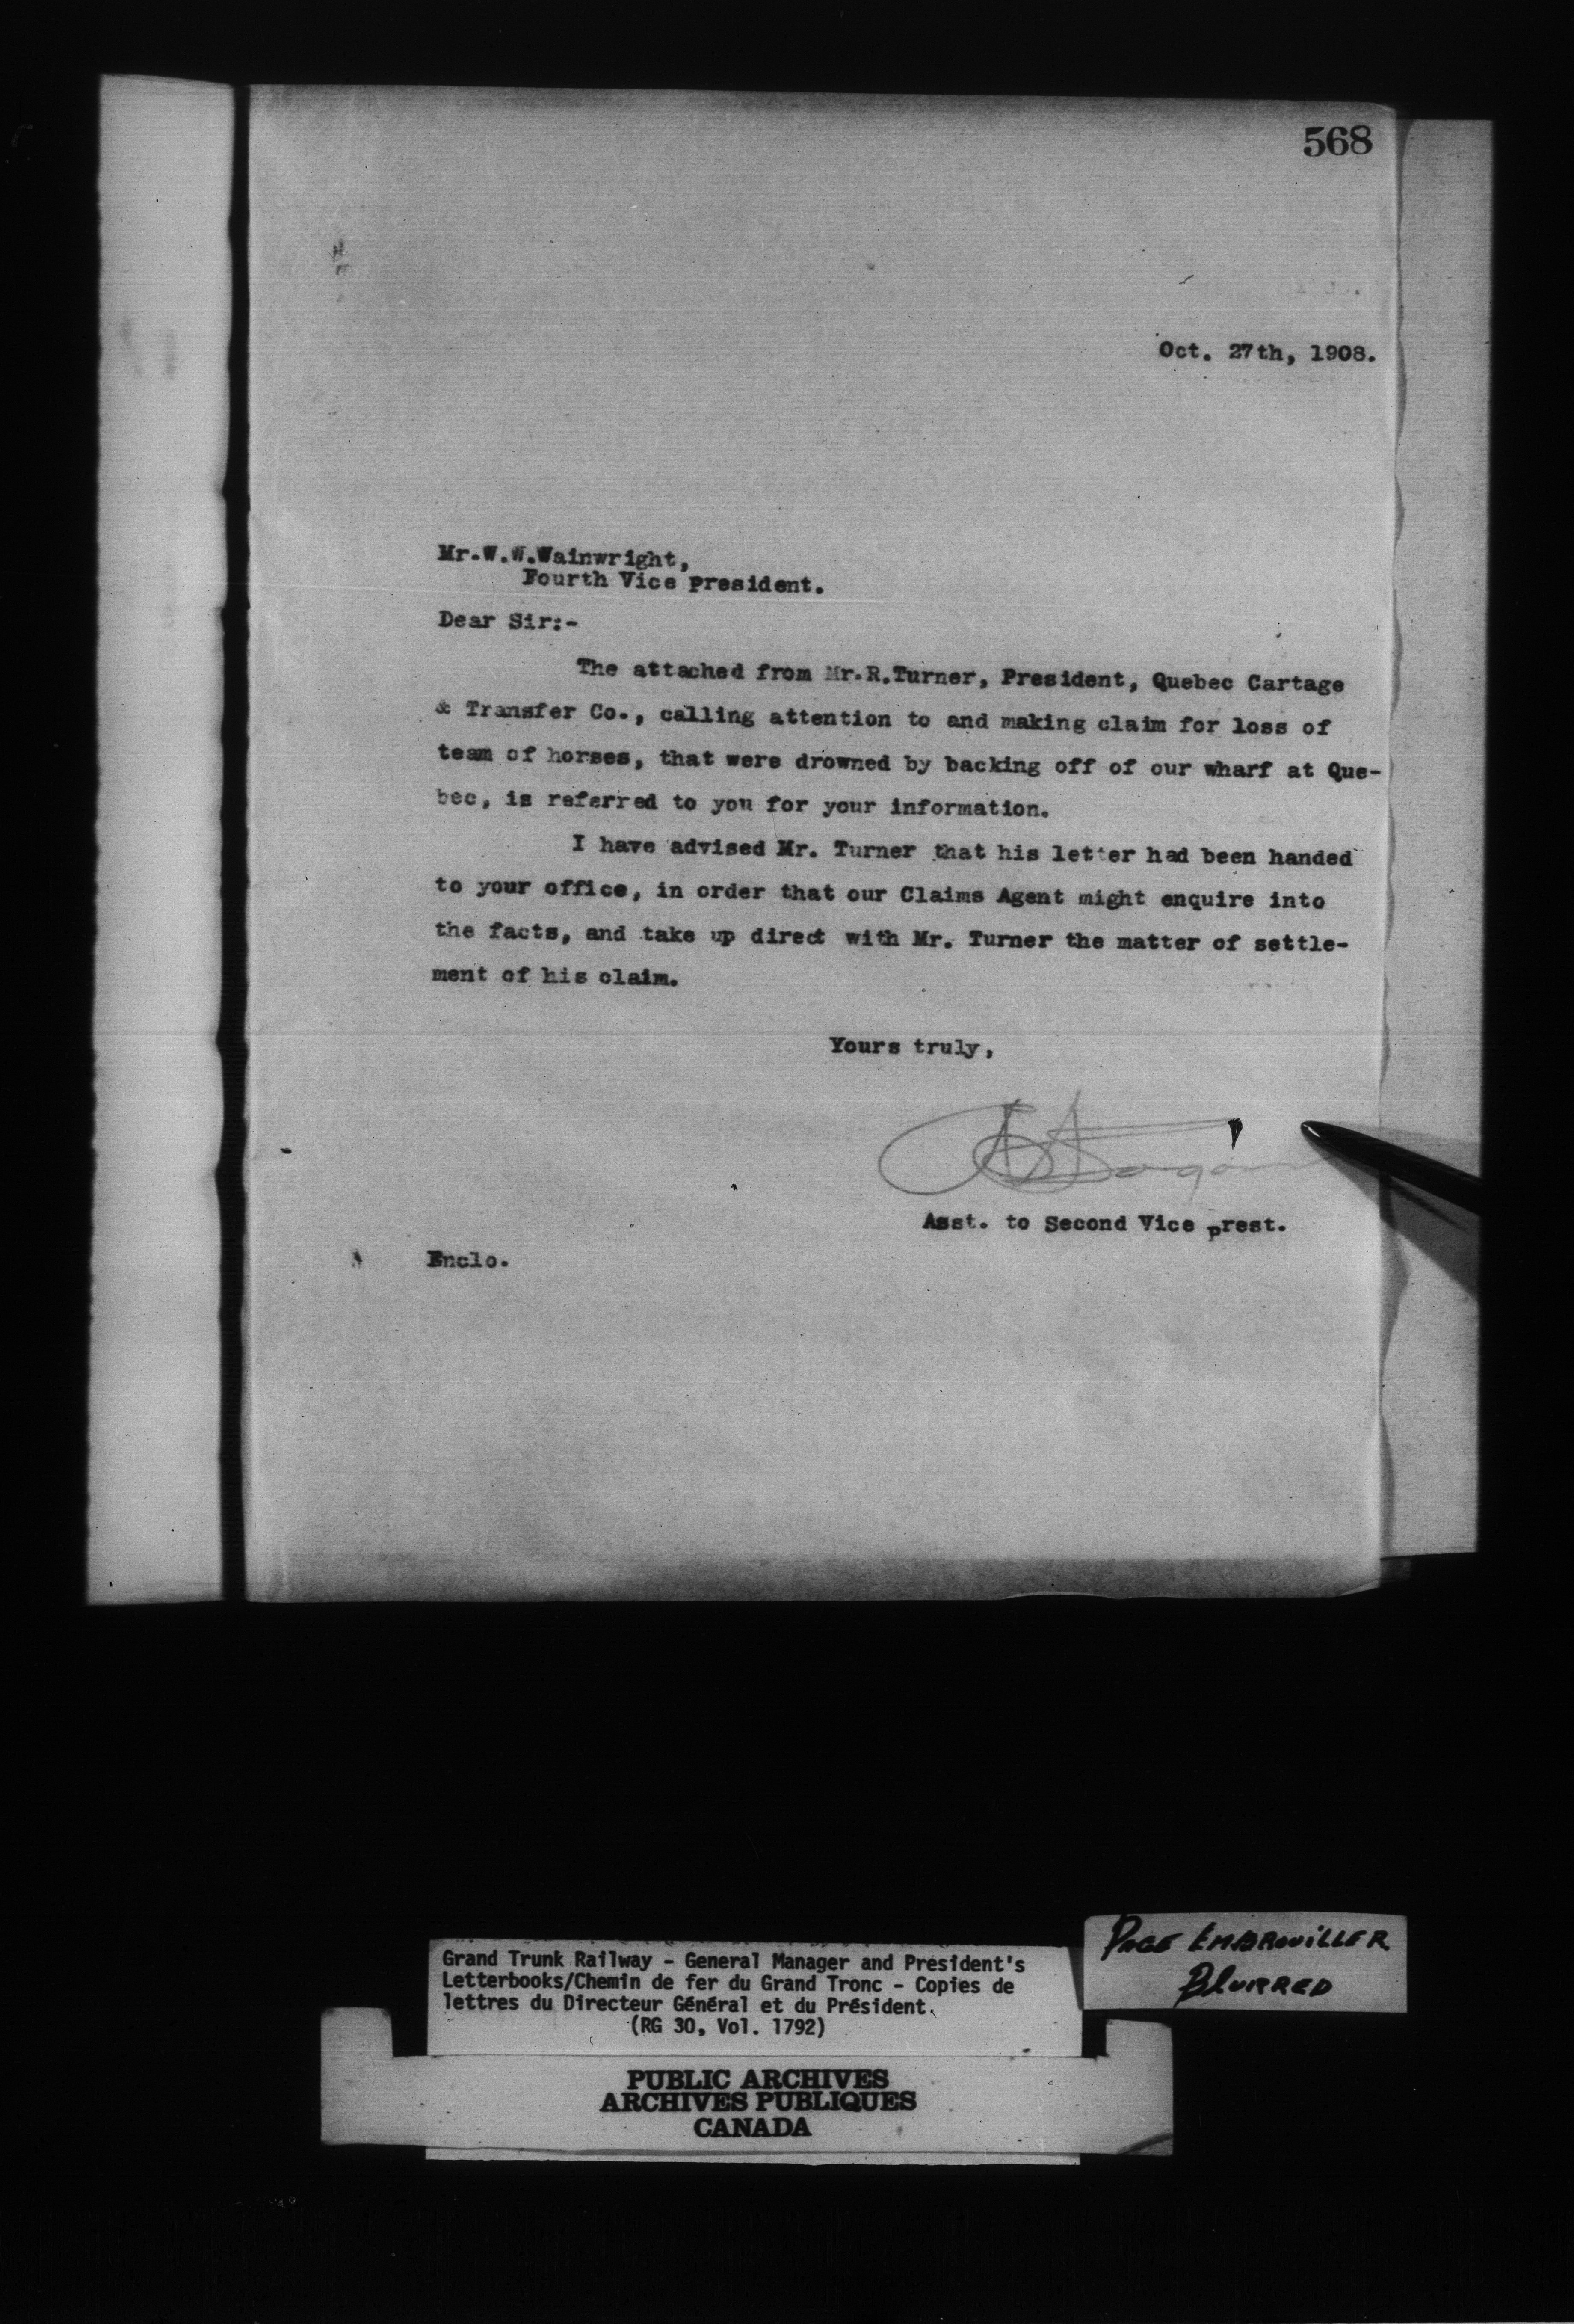 568
Oct. 27th, 1908.
Mr.W.W.Wainwright,
Fourth Vice President.
Dear Sir:-
The attached from Mr.R.Turner, President, Quebec Cartage
& Transfer Co., calling attention to and making claim for loss of
team of horses, that were drowned by backing off of our wharf at Que-
bec, is referred to you for your information.
I have advised Mr. Turner that his letter had been handed
to your office, in order that our Claims Agent might enquire into
the facts, and take up direct with Mr. Turner the matter of settle-
ment of his claim.
Yours truly,
Asst. to Second Vice prest.
Enclo.
PAGE EMBROUILLER
BLURRED
Grand Trunk Railway - General Manager and President's
Letterbooks/Chemin de fer du Grand Tronc - Copies de
lettres du Directeur Général et du Président.
(RG 30, Vol. 1792)
PUBLIC ARCHIVES
ARCHIVES PUBLIQUES
CANADA